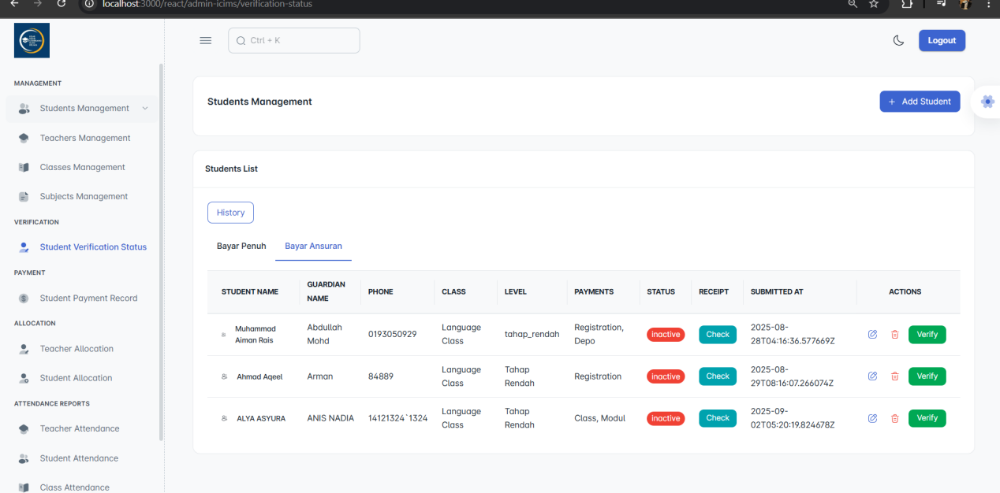 localhost:3000/react/admin-icims/verification-status
Ctrl + K
Logout
MANAGEMENT
Students Management
Teachers Management
Classes Management
Subjects Management
VERIFICATION
Student Verification Status
PAYMENT
Student Payment Record
ALLOCATION
Teacher Allocation
Student Allocation
ATTENDANCE REPORTS
Teacher Attendance
Student Attendance
Class Attendance
Students Management
+ Add Student
Students List
History
Bayar Penuh Bayar Ansuran
STUDENT NAME GUARDIAN NAME PHONE CLASS LEVEL PAYMENTS STATUS RECEIPT SUBMITTED AT ACTIONS
Muhammad Aiman Rais Abdullah Mohd 0193050929 Language Class tahap_rendah Registration, Depo inactive Check 2025-08-28T04:16:36.577669Z Verify
Ahmad Aqeel Arman 84889 Language Class Tahap Rendah Registration inactive Check 2025-08-29T08:16:07.266074Z Verify
ALYA ASYURA ANIS NADIA 14121324`1324 Language Class Tahap Rendah Class, Modul inactive Check 2025-09-02T05:20:19.824678Z Verify